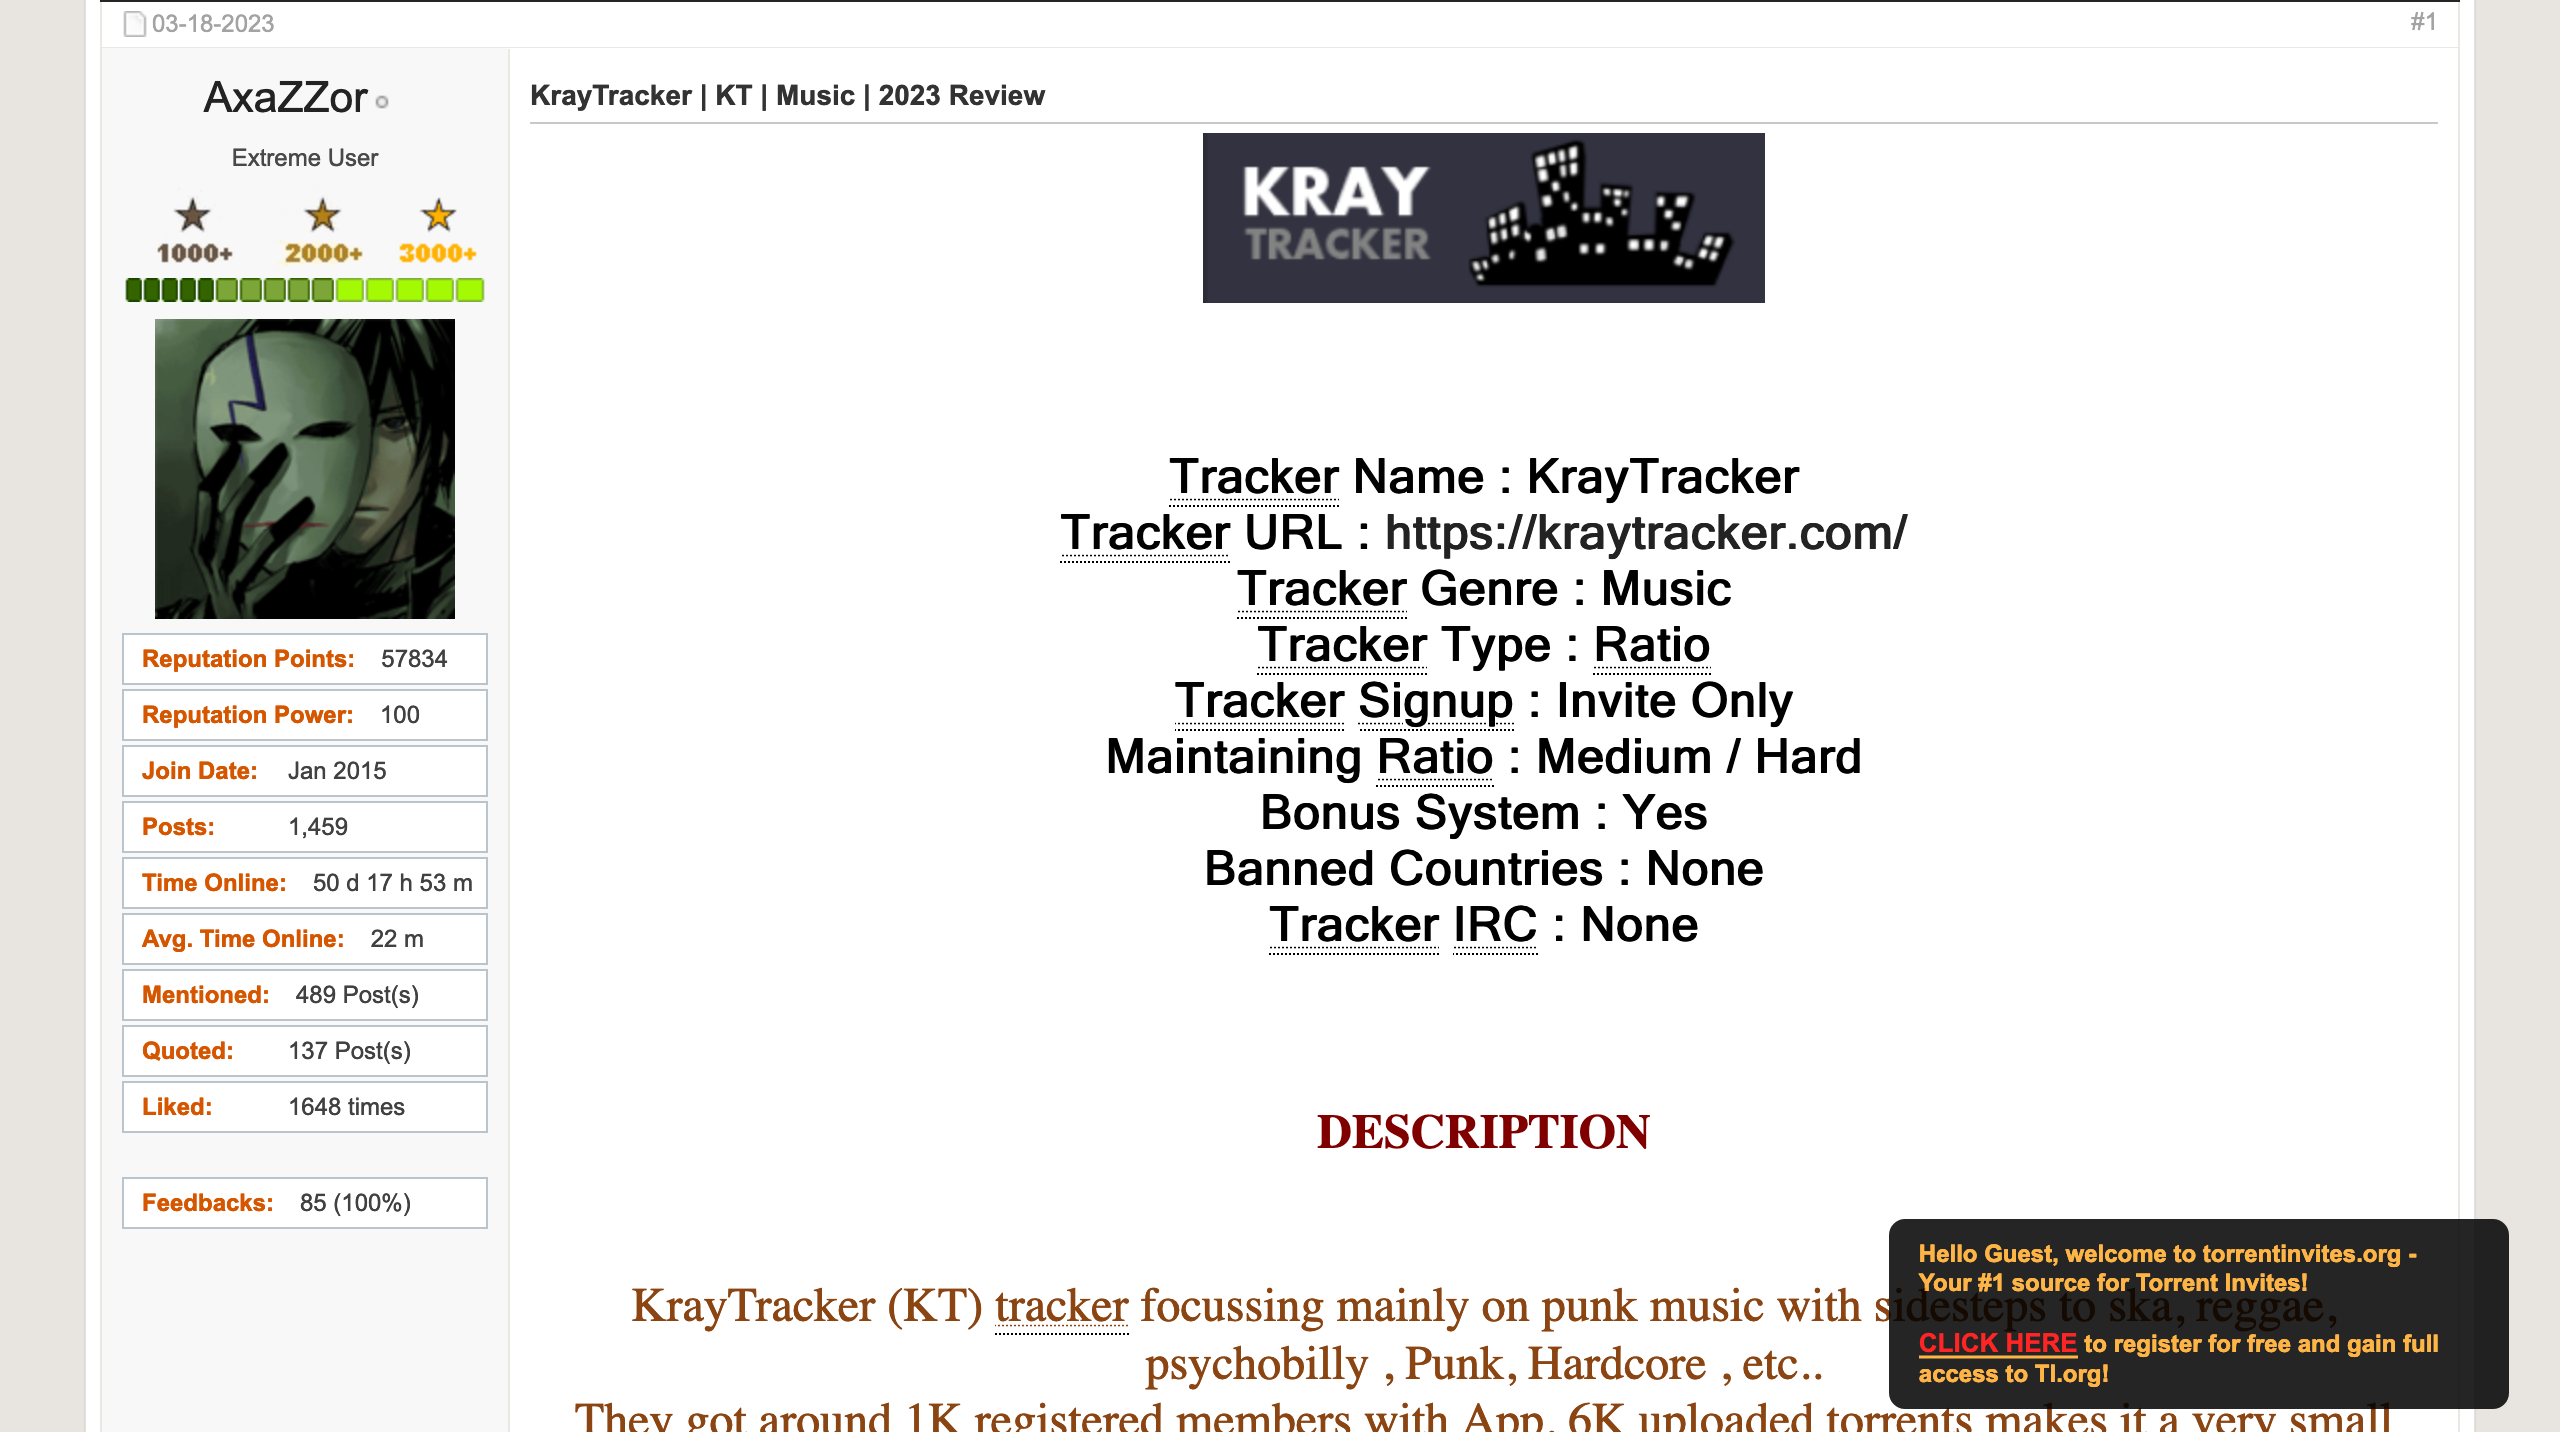 03-18-2023
#1
AxaZZor
Extreme User
1000+ 2000+ 3000+
Reputation Points: 57834
Reputation Power: 100
Join Date: Jan 2015
Posts: 1,459
Time Online: 50 d 17 h 53 m
Avg. Time Online: 22 m
Mentioned: 489 Post(s)
Quoted: 137 Post(s)
Liked: 1648 times
Feedbacks: 85 (100%)
KrayTracker | KT | Music | 2023 Review
KRAY
TRACKER
Tracker Name : KrayTracker
Tracker URL : https://kraytracker.com/
Tracker Genre : Music
Tracker Type : Ratio
Tracker Signup : Invite Only
Maintaining Ratio : Medium / Hard
Bonus System : Yes
Banned Countries : None
Tracker IRC : None
DESCRIPTION
KrayTracker (KT) tracker focussing mainly on punk music with sidesteps to ska, reggae,
psychobilly , Punk, Hardcore , etc..
They got around 1K registered members with App. 6K uploaded torrents makes it a very small
Hello Guest, welcome to torrentinvites.org -
Your #1 source for Torrent Invites!
CLICK HERE to register for free and gain full
access to TI.org!